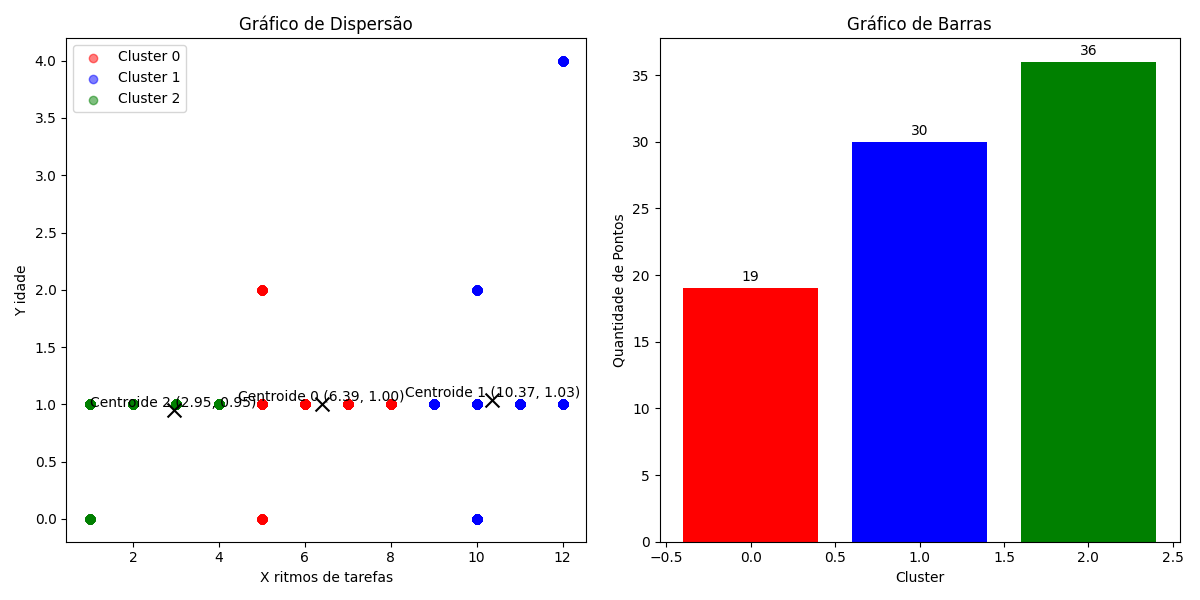 Gráfico de Dispersão
Cluster 0
Cluster 1
Cluster 2
4.0
3.5
3.0
2.5
2.0
1.5
1.0
0.5
0.0
Y idade
Centroide 2 (2.95, 0.95)
Centroide 0 (6.39, 1.00)
Centroide 1 (10.37, 1.03)
2 4 6 8 10 12
X ritmos de tarefas
Gráfico de Barras
35
30
25
20
15
10
5
0
Quantidade de Pontos
19
30
36
−0.5 0.0 0.5 1.0 1.5 2.0 2.5
Cluster